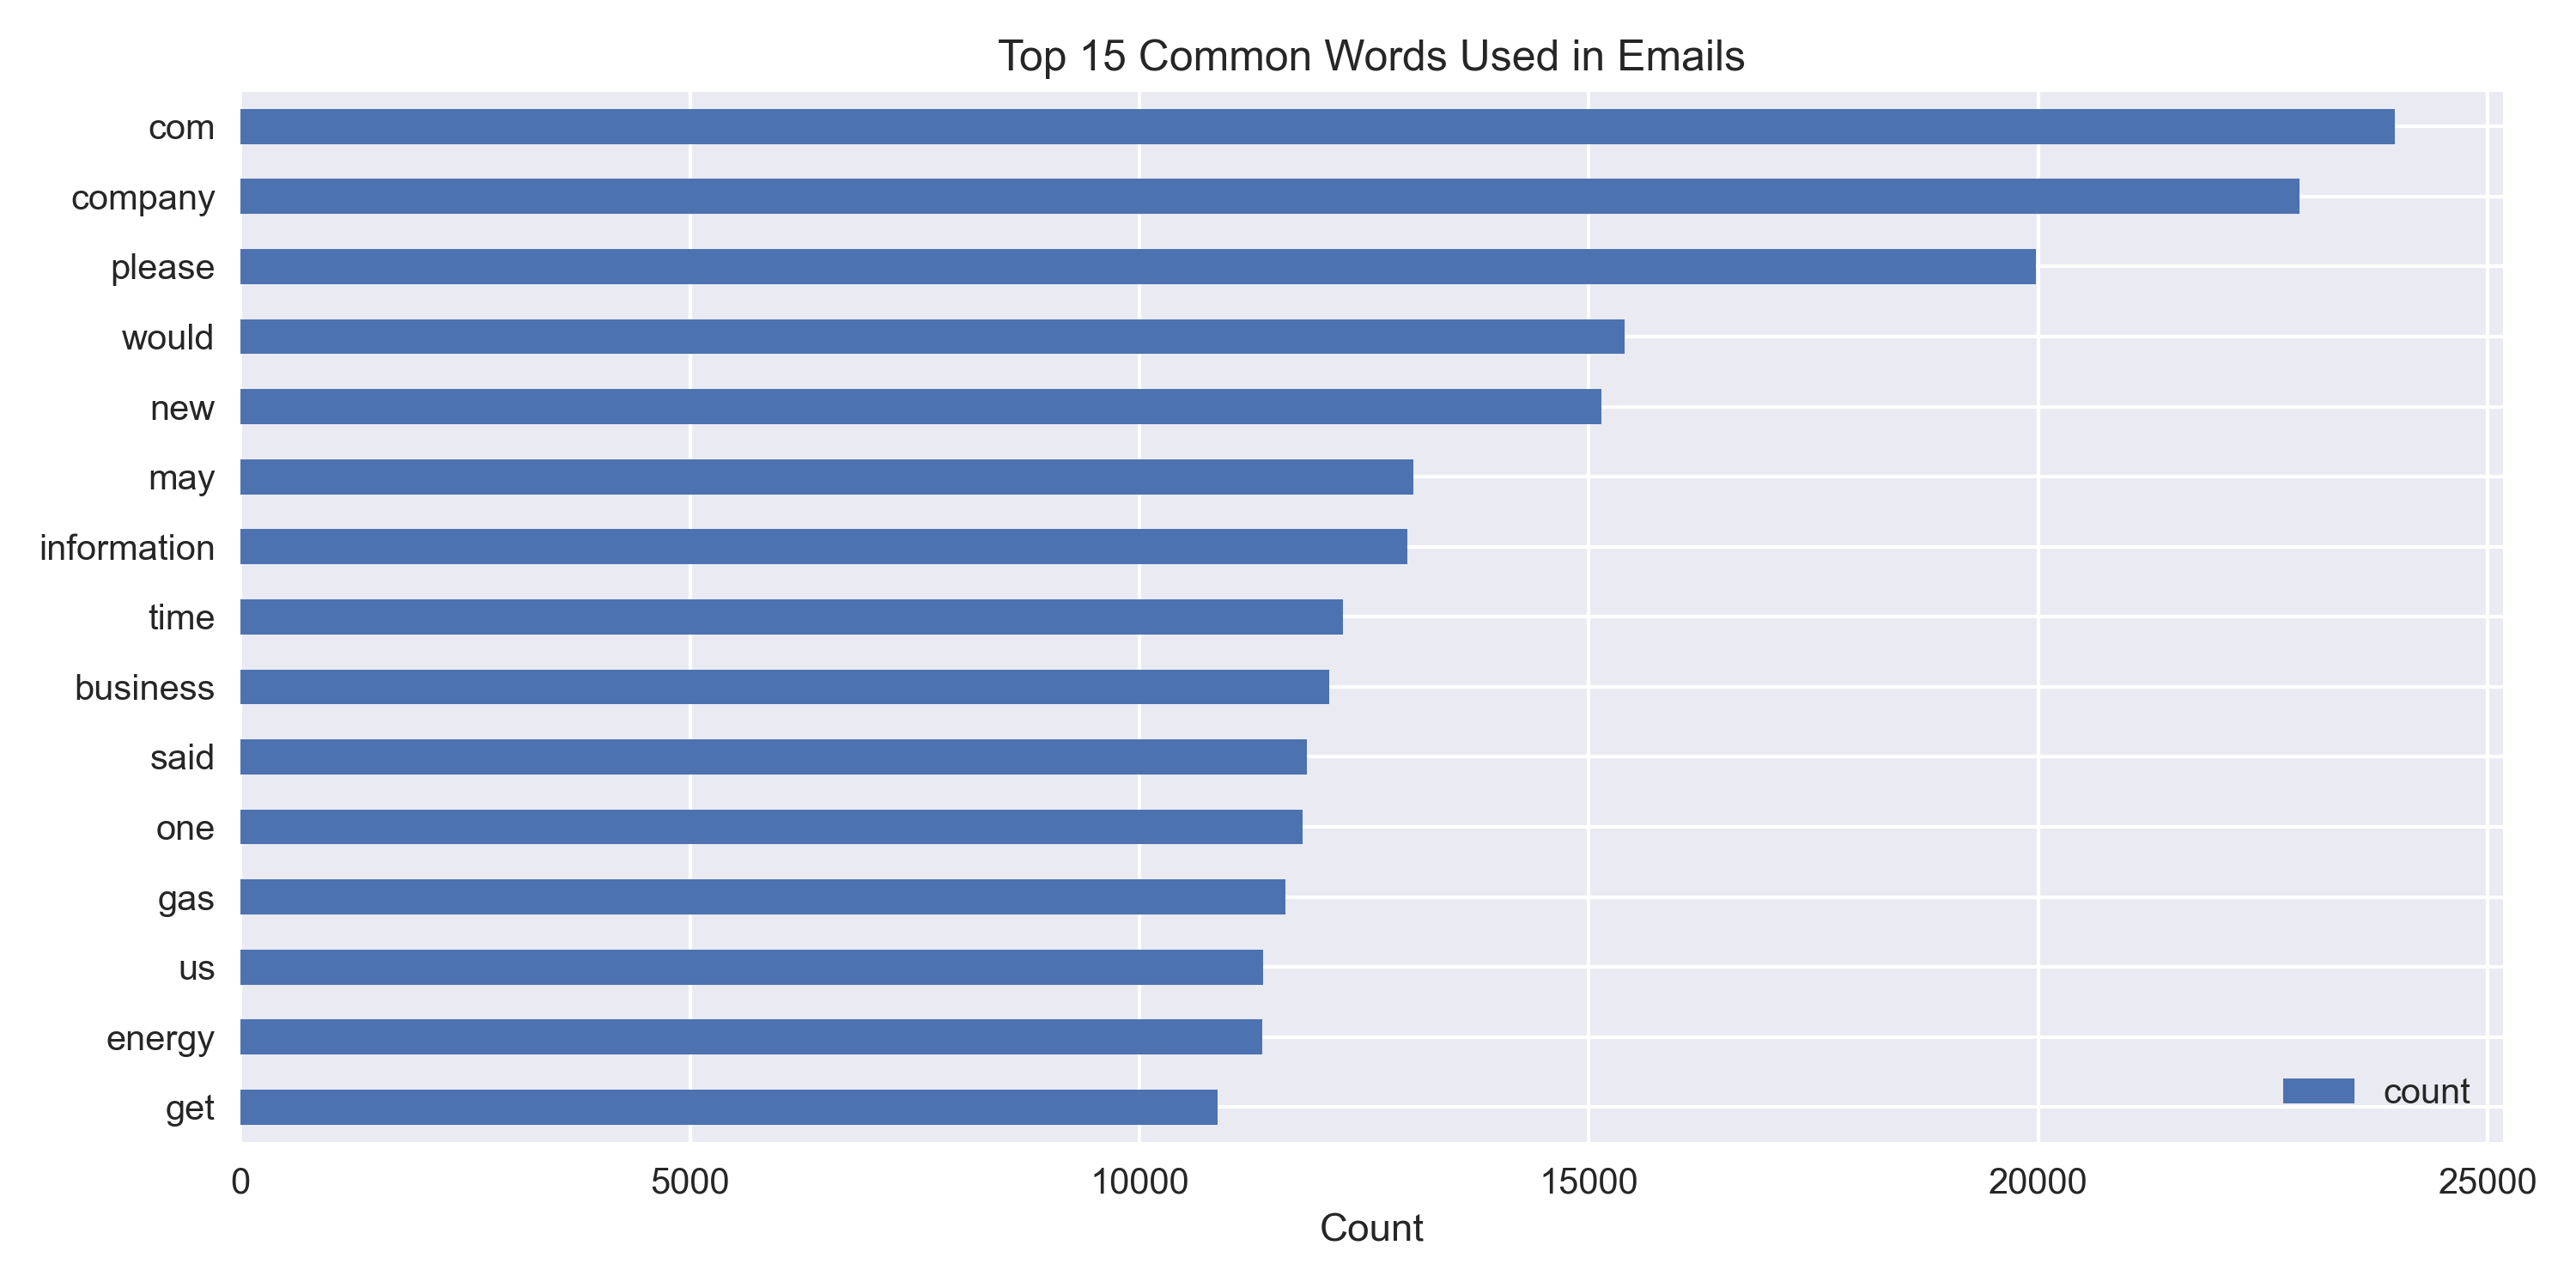 Top 15 Common Words Used in Emails
com
company
please
would
new
may
information
time
business
said
one
gas
us
energy
get
count
0 5000 10000 15000 20000 25000
Count